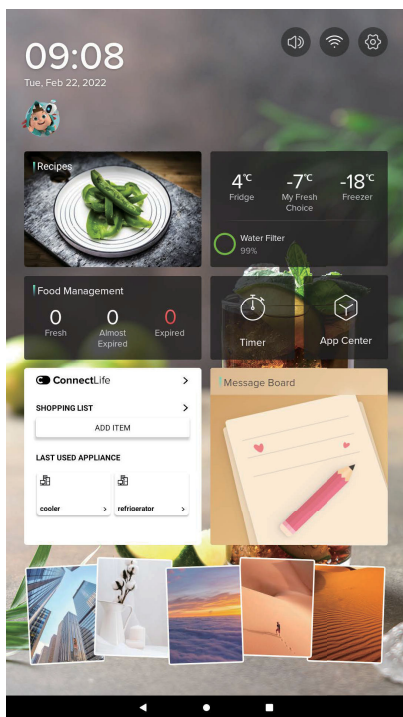 09:08
Tue, Feb 22, 2022
Recipes
4℃ -7℃ -18℃
Fridge My Fresh Choice Freezer
Water Filter
99%
Food Management
0 0 0
Fresh Almost Expired Expired
Timer App Center
ConnectLife >
SHOPPING LIST >
ADD ITEM
LAST USED APPLIANCE
cooler > refrigerator >
Message Board